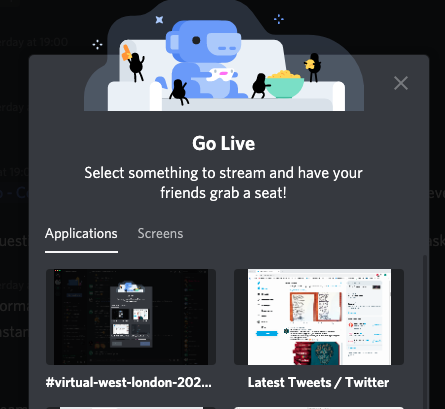 Go Live
Select something to stream and have your
friends grab a seat!
Applications
Screens
#virtual-west-london-202...
Latest Tweets / Twitter